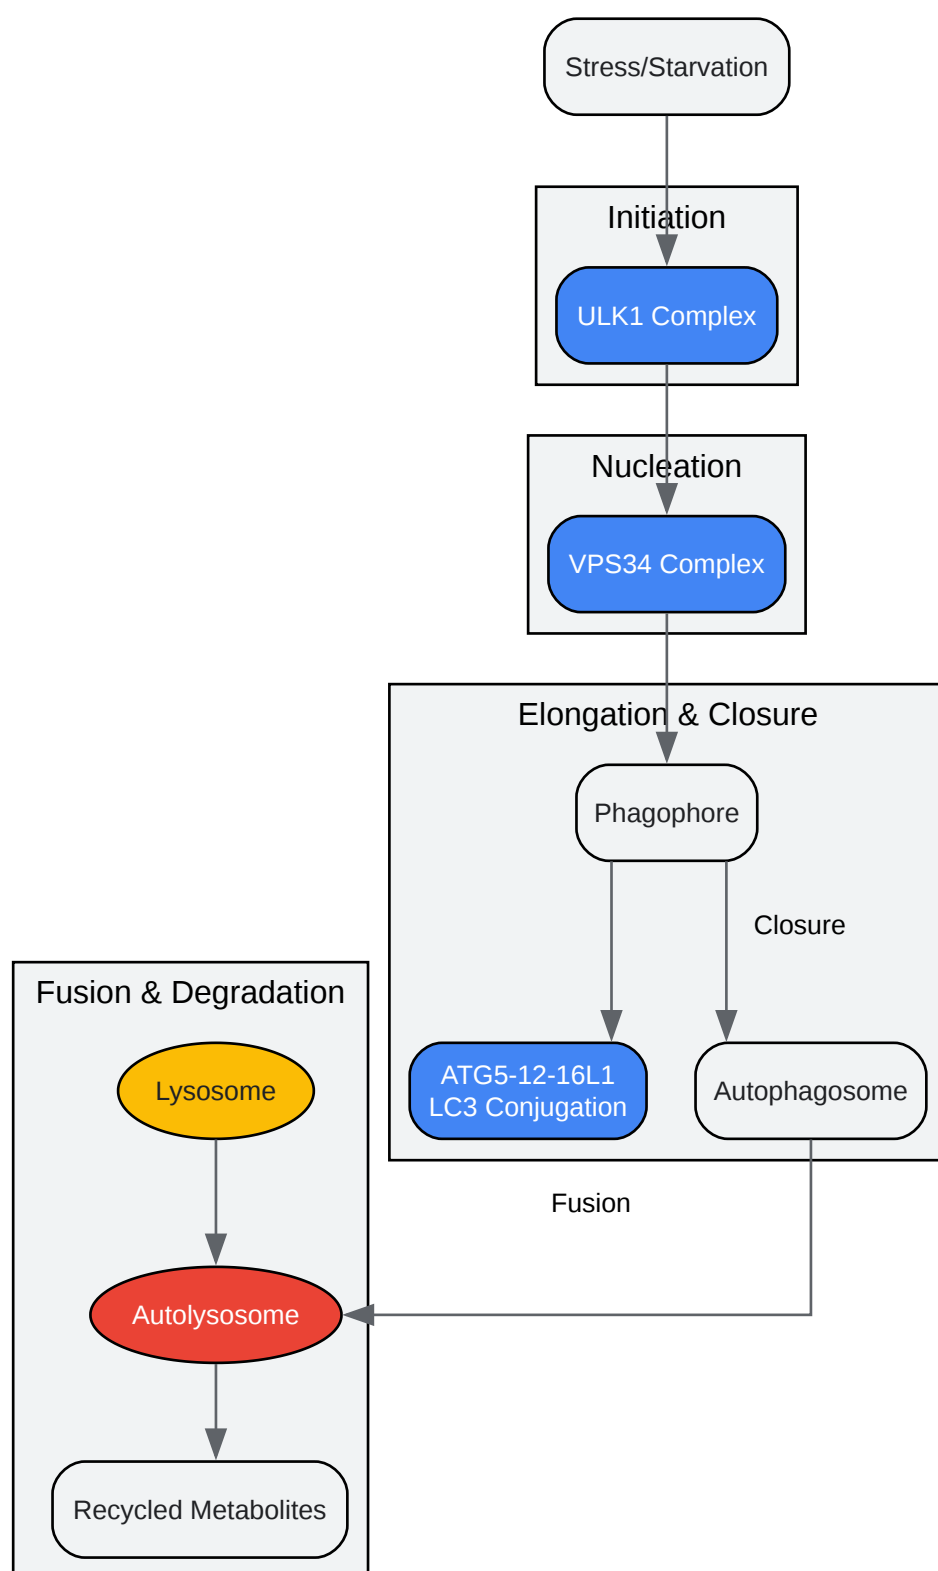 Stress/Starvation
Initiation
ULK1 Complex
Nucleation
VPS34 Complex
Elongation & Closure
Phagophore
Closure
ATG5-12-16L1
LC3 Conjugation
Autophagosome
Fusion
Fusion & Degradation
Lysosome
Autolysosome
Recycled Metabolites